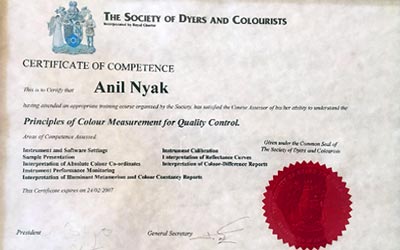 THE SOCIETY OF DYERS AND COLOURISTS
Incorporated by Royal Charter
CERTIFICATE OF COMPETENCE
This is to Certify that Anil Nyak
having attended an appropriate training course organised by the Society, has satisfied the Course Assessor of his/her ability to understand the
Principles of Colour Measurement for Quality Control.
Areas of Competence Assessed.
Instrument and Software Settings
Sample Presentation
Interpretation of Absolute Colour Co-ordinates
Instrument Performance Monitoring
Interpretation of Illuminant Metamerism and Colour Constancy Reports
Instrument Calibration
Interpretation of Reflectance Curves
Interpretation of Colour-Difference Reports
Given under the Common Seal of
The Society of Dyers and Colourists
This Certificate expires on 24/02/2007
President
General Secretary